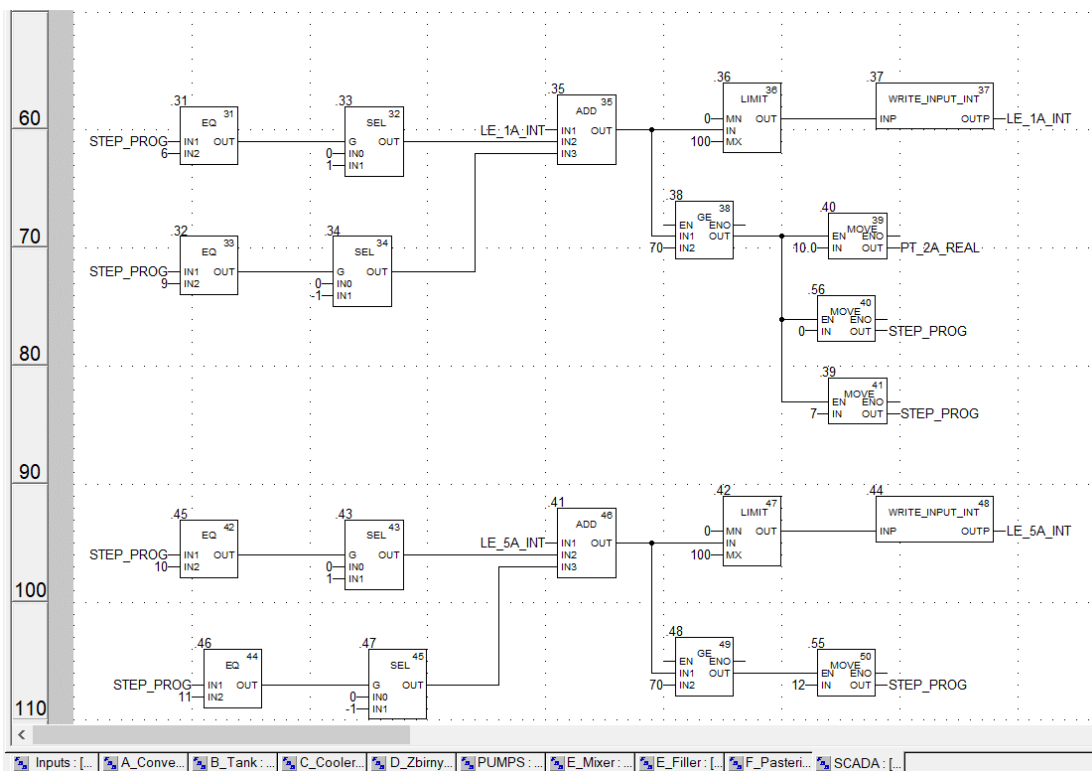 60
70
80
90
100
110
.31
EQ 31
STEP_PROG IN1 OUT
6 IN2
.33
SEL 32
G OUT
0 IN0
1 IN1
.35
ADD 35
LE_1A_INT IN1 OUT
IN2
IN3
.36
LIMIT 36
0 MN OUT
IN
100 MX
.37
WRITE_INPUT_INT 37
INP OUTP LE_1A_INT
.32
EQ 33
STEP_PROG IN1 OUT
9 IN2
.34
SEL 34
G OUT
0 IN0
-1 IN1
.38
GE 38
EN ENO
IN1 OUT
70 IN2
.40
MOVE 39
EN ENO
10.0 IN OUT PT_2A_REAL
.56
MOVE 40
EN ENO
0 IN OUT STEP_PROG
.39
MOVE 41
EN ENO
7 IN OUT STEP_PROG
.45
EQ 42
STEP_PROG IN1 OUT
10 IN2
.43
SEL 43
G OUT
0 IN0
1 IN1
.41
ADD 46
LE_5A_INT IN1 OUT
IN2
IN3
.42
LIMIT 47
0 MN OUT
IN
100 MX
.44
WRITE_INPUT_INT 48
INP OUTP LE_5A_INT
.46
EQ 44
STEP_PROG IN1 OUT
11 IN2
.47
SEL 45
G OUT
0 IN0
-1 IN1
.48
GE 49
EN ENO
IN1 OUT
70 IN2
.55
MOVE 50
EN ENO
12 IN OUT STEP_PROG
<
Inputs : [... A_Conve... B_Tank : ... C_Cooler... D_Zbirny... PUMPS : ... E_Mixer : ... E_Filler : [... F_Pasteri... SCADA : [...